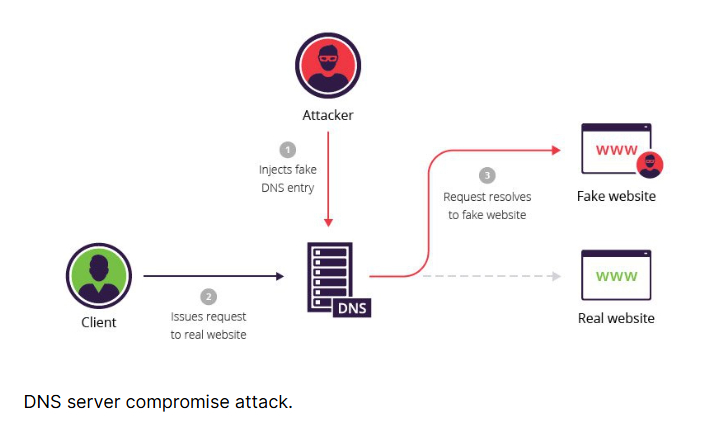 Attacker
1
Injects fake
DNS entry
www
3
Request resolves
to fake website
Fake website
DNS
2
Issues request
to real website
Client
www
Real website
DNS server compromise attack.